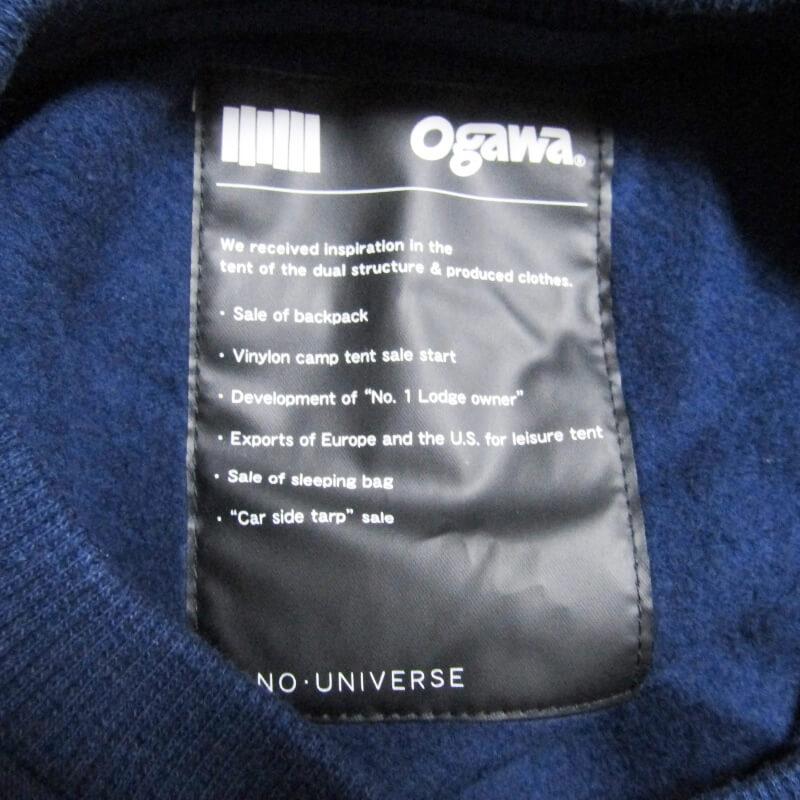 Ogawa®
We received inspiration in the
tent of the dual structure & produced clothes.
· Sale of backpack
· Vinylon camp tent sale start
· Development of “No. 1 Lodge owner”
· Exports of Europe and the U.S. for leisure tent
· Sale of sleeping bag
· “Car side tarp” sale
NO·UNIVERSE